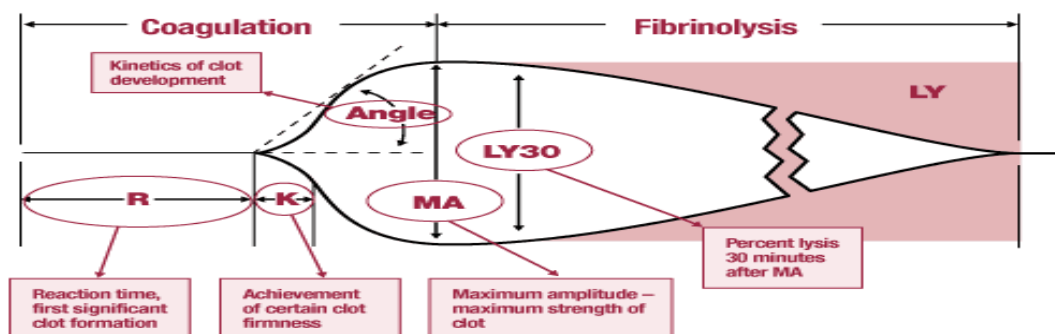 Coagulation
Fibrinolysis
Kinetics of clot
development
Angle
LY
LY30
R
K
MA
Percent lysis
30 minutes
after MA
Reaction time,
first significant
clot formation
Achievement
of certain clot
firmness
Maximum amplitude –
maximum strength of
clot